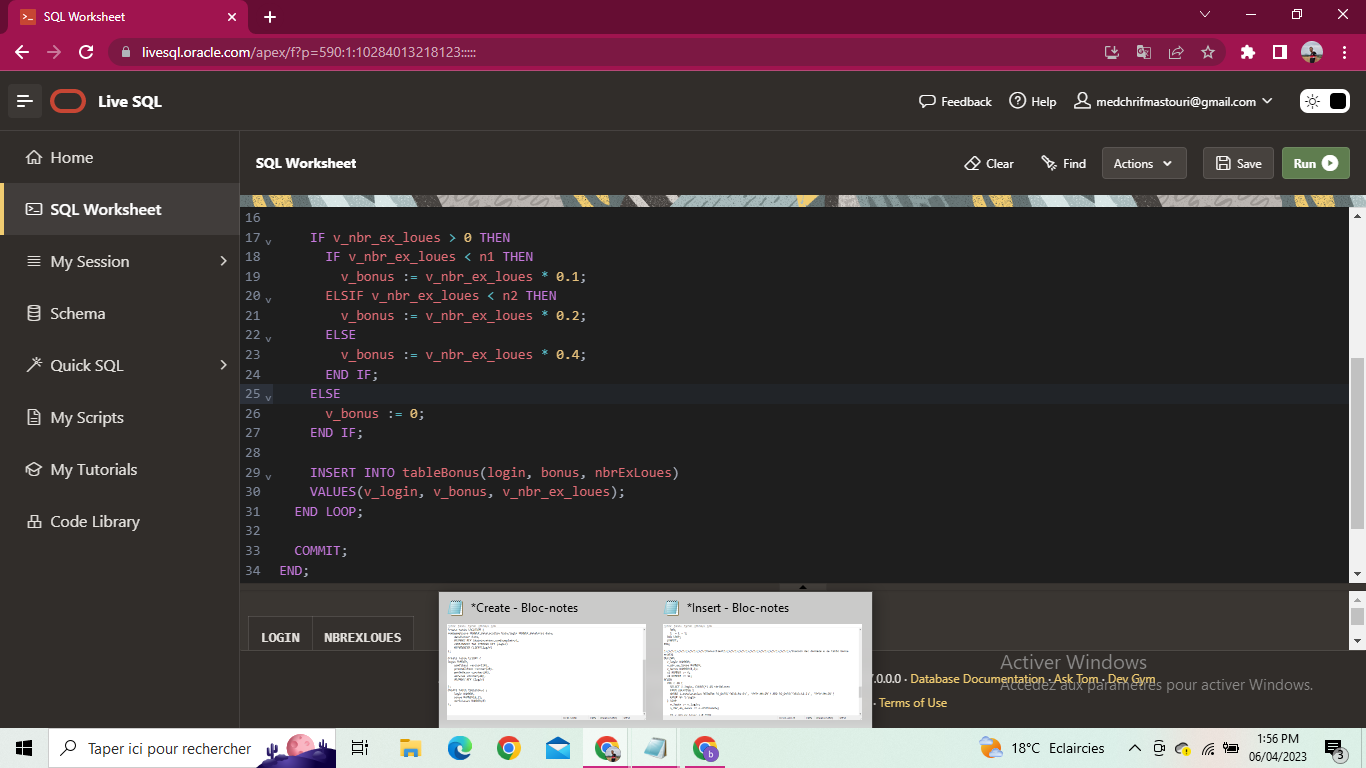 SQL Worksheet
livesql.oracle.com/apex/f?p=590:1:10284013218123:::::
Live SQL
Feedback
Help
medchrifmastouri@gmail.com
Home
SQL Worksheet
My Session
Schema
Quick SQL
My Scripts
My Tutorials
Code Library
SQL Worksheet
Clear
Find
Actions
Save
Run
16
17 IF v_nbr_ex_loues > 0 THEN
18 IF v_nbr_ex_loues < n1 THEN
19 v_bonus := v_nbr_ex_loues * 0.1;
20 ELSIF v_nbr_ex_loues < n2 THEN
21 v_bonus := v_nbr_ex_loues * 0.2;
22 ELSE
23 v_bonus := v_nbr_ex_loues * 0.4;
24 END IF;
25 ELSE
26 v_bonus := 0;
27 END IF;
28
29 INSERT INTO tableBonus(login, bonus, nbrExLoues)
30 VALUES(v_login, v_bonus, v_nbr_ex_loues);
31 END LOOP;
32
33 COMMIT;
34 END;
LOGIN NBREXLOUES
*Create - Bloc-notes
*Insert - Bloc-notes
Activer Windows
Accédez aux paramètres pour activer Windows.
7.0.0.0 · Database Documentation · Ask Tom · Dev Gym
· Terms of Use
Taper ici pour rechercher
18°C Eclaircies
1:56 PM
06/04/2023
3